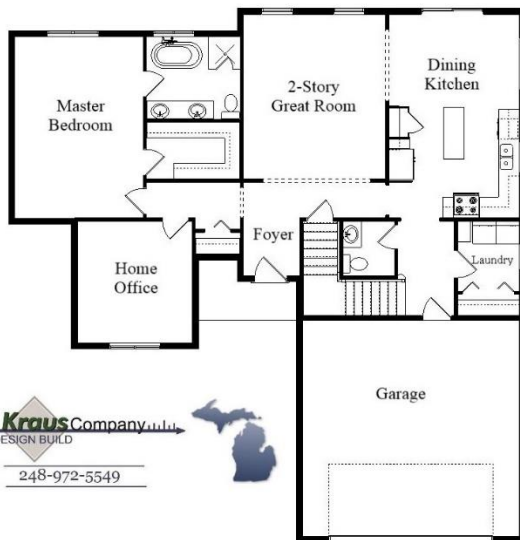 Master
Bedroom
2-Story
Great Room
Dining
Kitchen
Foyer
Home
Office
Laundry
Garage
Kraus Company
ESIGN BUILD
248-972-5549